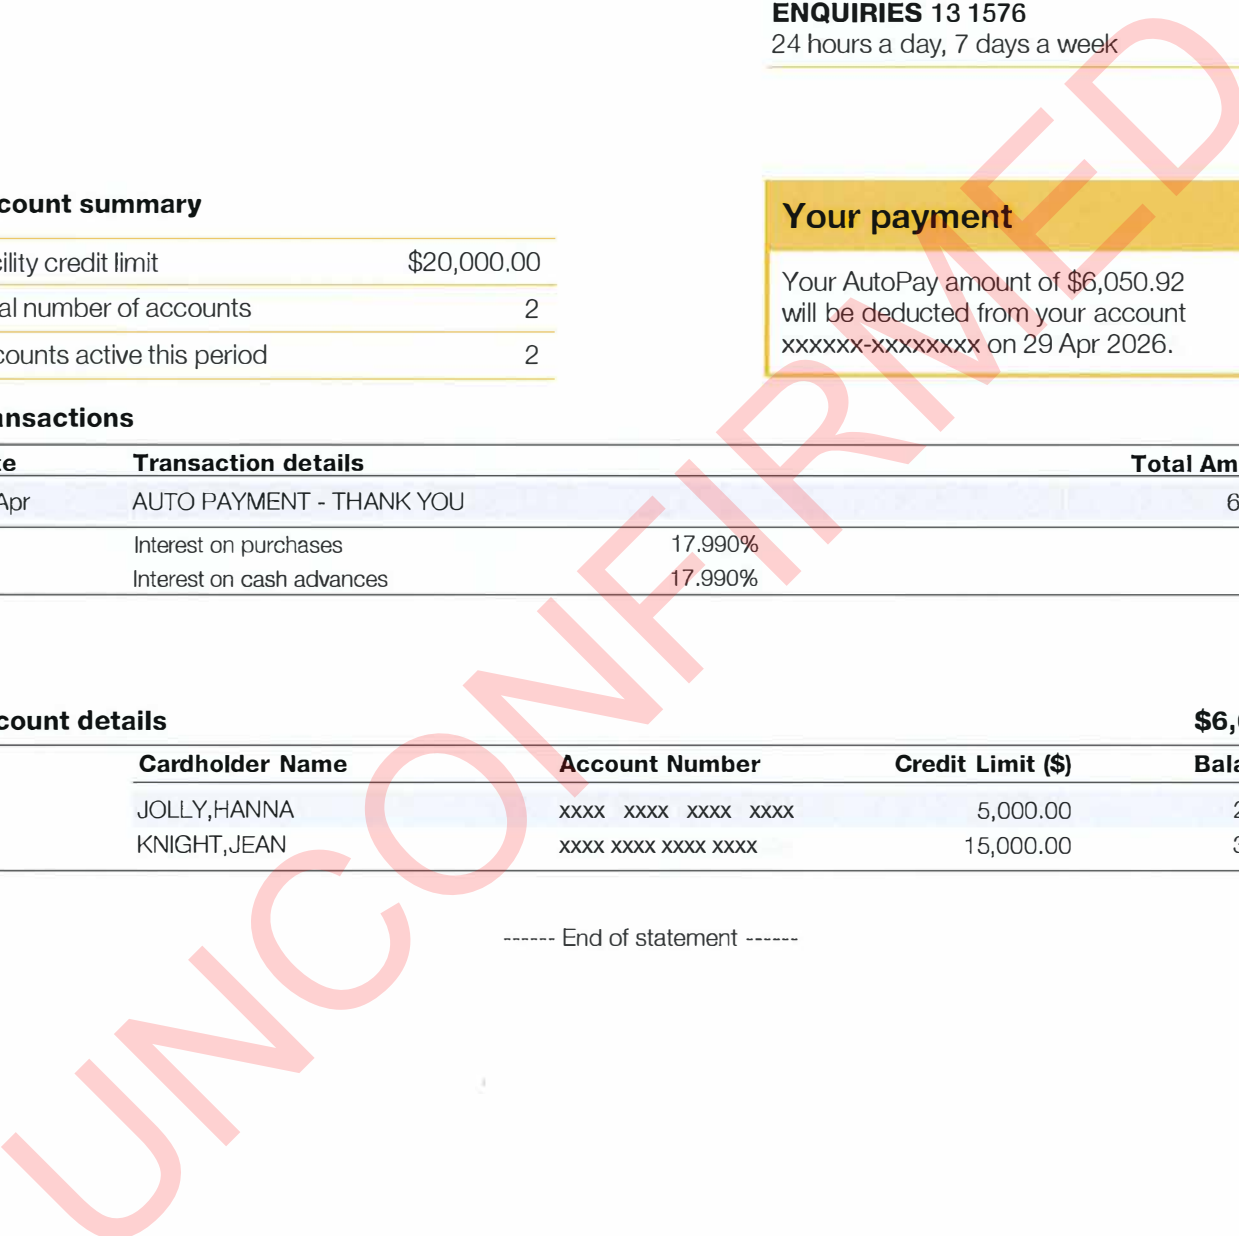 ENQUIRIES 13 1576
24 hours a day, 7 days a week
count summary
Your payment
ility credit limit $20,000.00
al number of accounts 2
counts active this period 2
Your AutoPay amount of $6,050.92
will be deducted from your account
xxxxxx-xxxxxxxx on 29 Apr 2026.
ansactions
te Transaction details Total Am
Apr AUTO PAYMENT - THANK YOU 6
Interest on purchases 17.990%
Interest on cash advances 17.990%
count details $6,
Cardholder Name Account Number Credit Limit ($) Bala
JOLLY,HANNA xxxx xxxx xxxx xxxx 5,000.00 2
KNIGHT,JEAN xxxx xxxx xxxx xxxx 15,000.00 3
------ End of statement ------
UNCONFIRMED